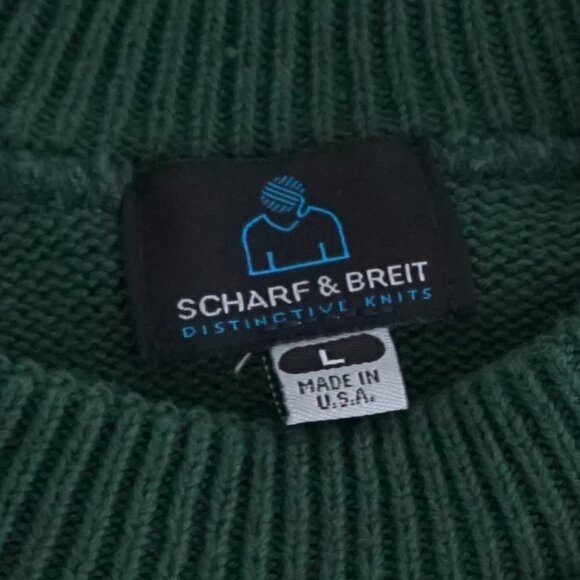 SCHARF & BREIT
DISTINCTIVE KNITS
L
MADE IN
U.S.A.